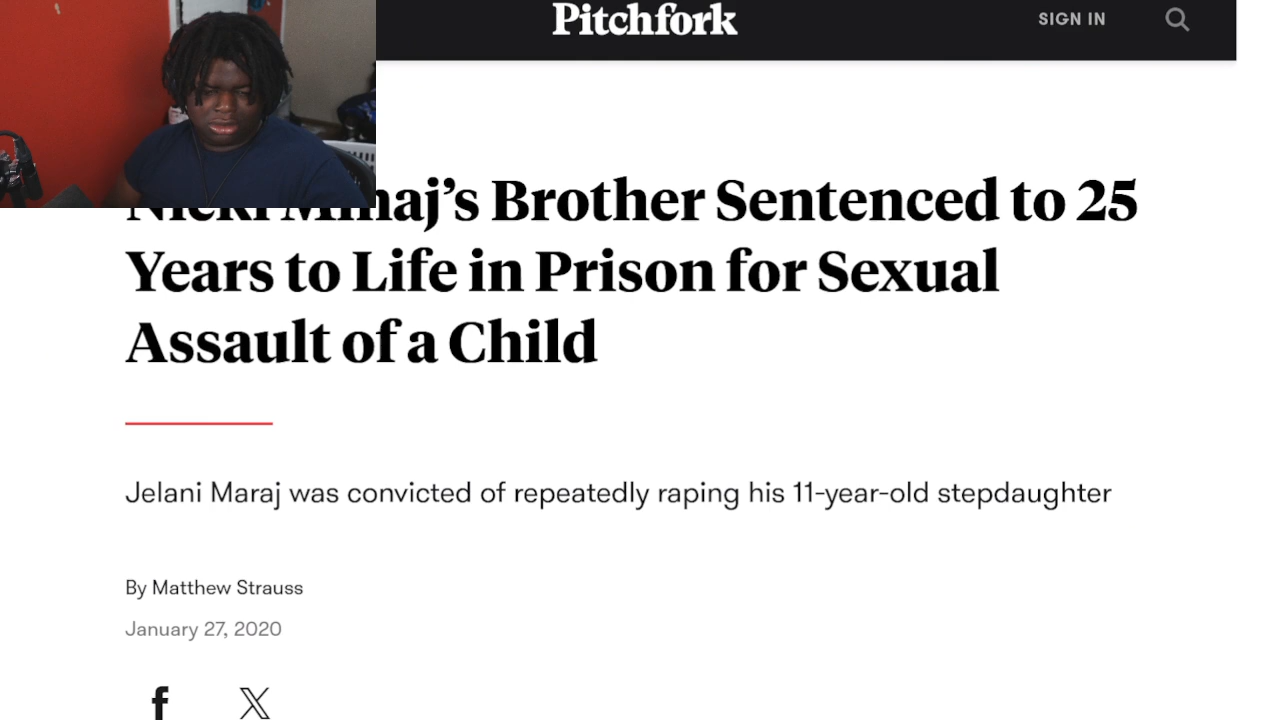 Pitchfork
SIGN IN
Nicki Minaj’s Brother Sentenced to 25
Years to Life in Prison for Sexual
Assault of a Child
Jelani Maraj was convicted of repeatedly raping his 11-year-old stepdaughter
By Matthew Strauss
January 27, 2020